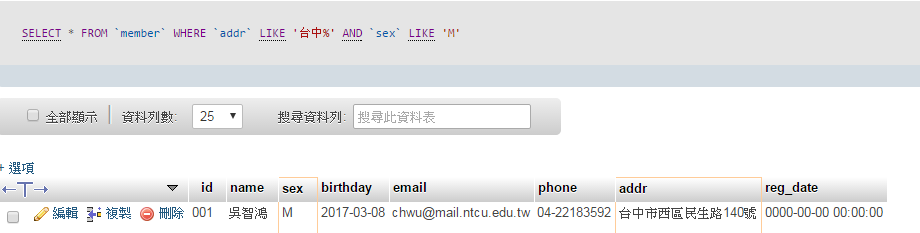 SELECT * FROM `member` WHERE `addr` LIKE '台中%' AND `sex` LIKE 'M'
全部顯示 資料列數: 25 搜尋資料列: 搜尋此資料表
+ 選項
←T→ id name sex birthday email phone addr reg_date
編輯 複製 刪除 001 吳智鴻 M 2017-03-08 chwu@mail.ntcu.edu.tw 04-22183592 台中市西區民生路140號 0000-00-00 00:00:00